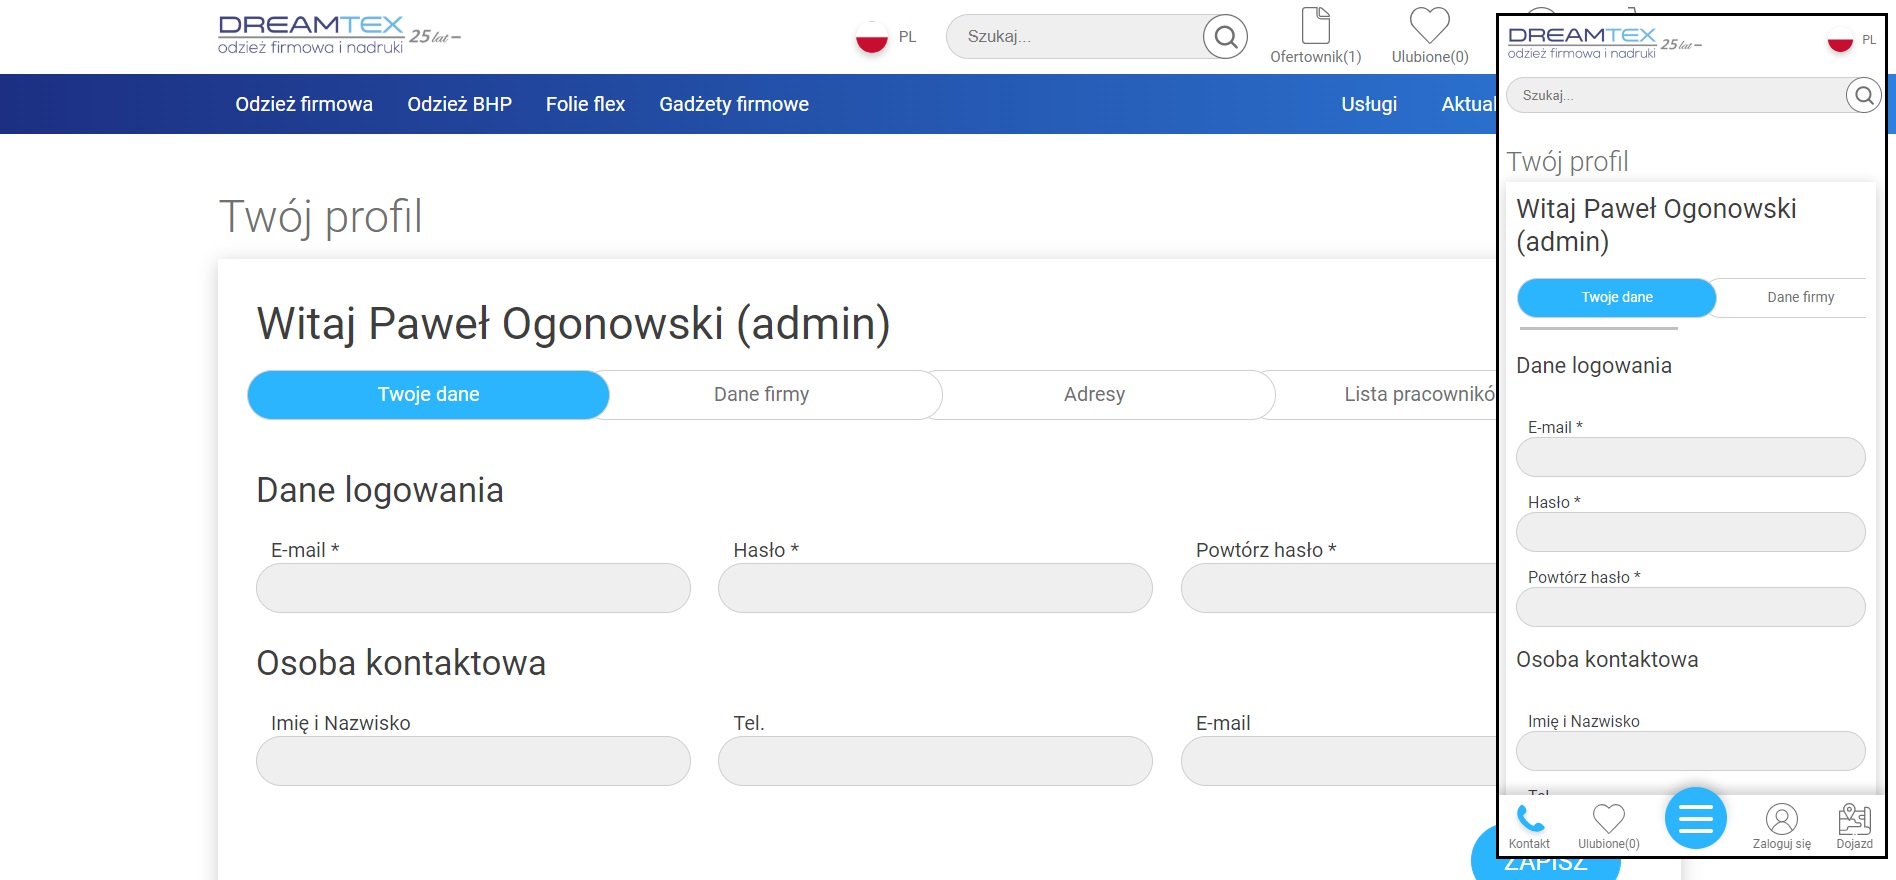 DREAMTEX 25 lat
odzież firmowa i nadruki
PL
Szukaj...
Ofertownik(1)
Ulubione(0)
Odzież firmowa
Odzież BHP
Folie flex
Gadżety firmowe
Usługi
Aktual
Twój profil
Witaj Paweł Ogonowski (admin)
Twoje dane
Dane firmy
Adresy
Lista pracownikó
Dane logowania
E-mail *
Hasło *
Powtórz hasło *
Osoba kontaktowa
Imię i Nazwisko
Tel.
E-mail
ZAPISZ
DREAMTEX 25 lat
odzież firmowa i nadruki
PL
Szukaj...
Twój profil
Witaj Paweł Ogonowski
(admin)
Twoje dane
Dane firmy
Dane logowania
E-mail *
Hasło *
Powtórz hasło *
Osoba kontaktowa
Imię i Nazwisko
Tel.
Kontakt
Ulubione(0)
Zaloguj się
Dojazd